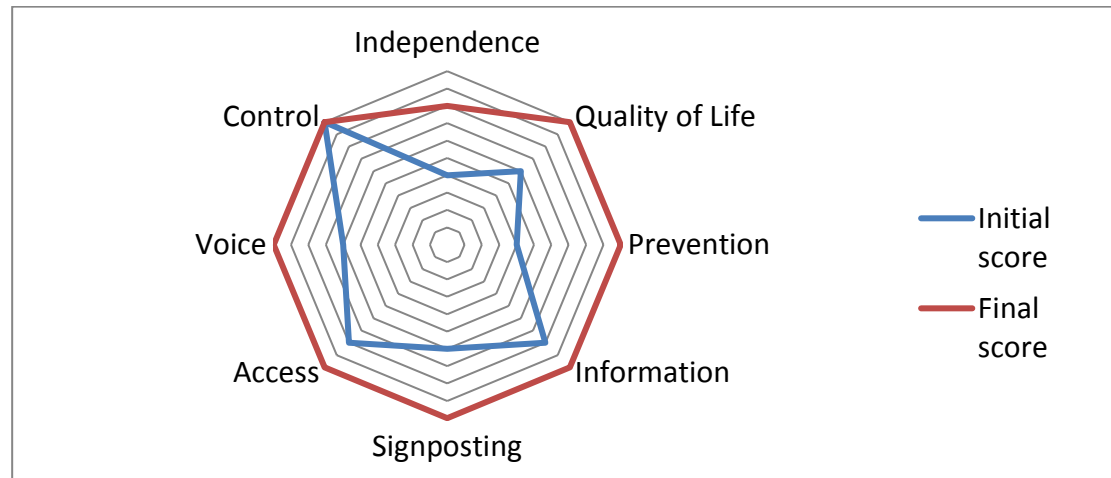 Independence
Control
Quality of Life
Voice
Prevention
Access
Information
Signposting
Initial
score
Final
score